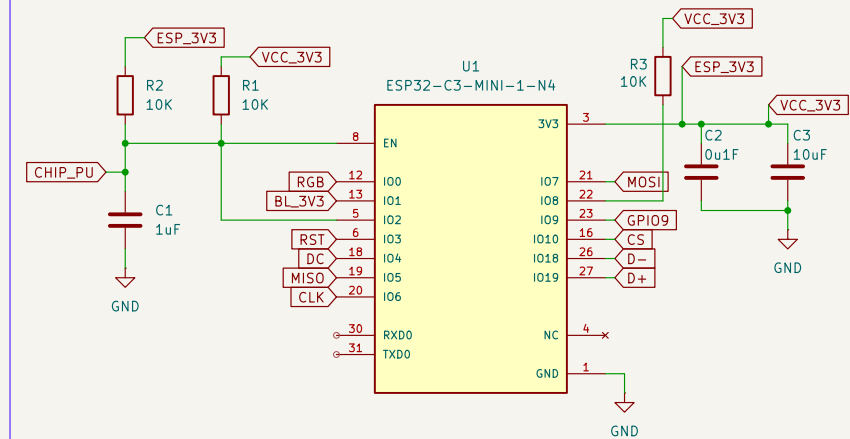 VCC_3V3
ESP_3V3
VCC_3V3
R2
10K
R1
10K
U1
ESP32-C3-MINI-1-N4
R3
10K
ESP_3V3
VCC_3V3
3V3
3
C2
0u1F
C3
10uF
8
EN
CHIP_PU
RGB
12
IO0
IO7
21
MOSI
BL_3V3
13
IO1
IO8
22
5
IO2
IO9
23
GPIO9
C1
1uF
RST
6
IO3
IO10
16
CS
DC
18
IO4
IO18
26
D-
MISO
19
IO5
IO19
27
D+
CLK
20
IO6
GND
GND
30
RXD0
NC
4
31
TXD0
GND
1
GND